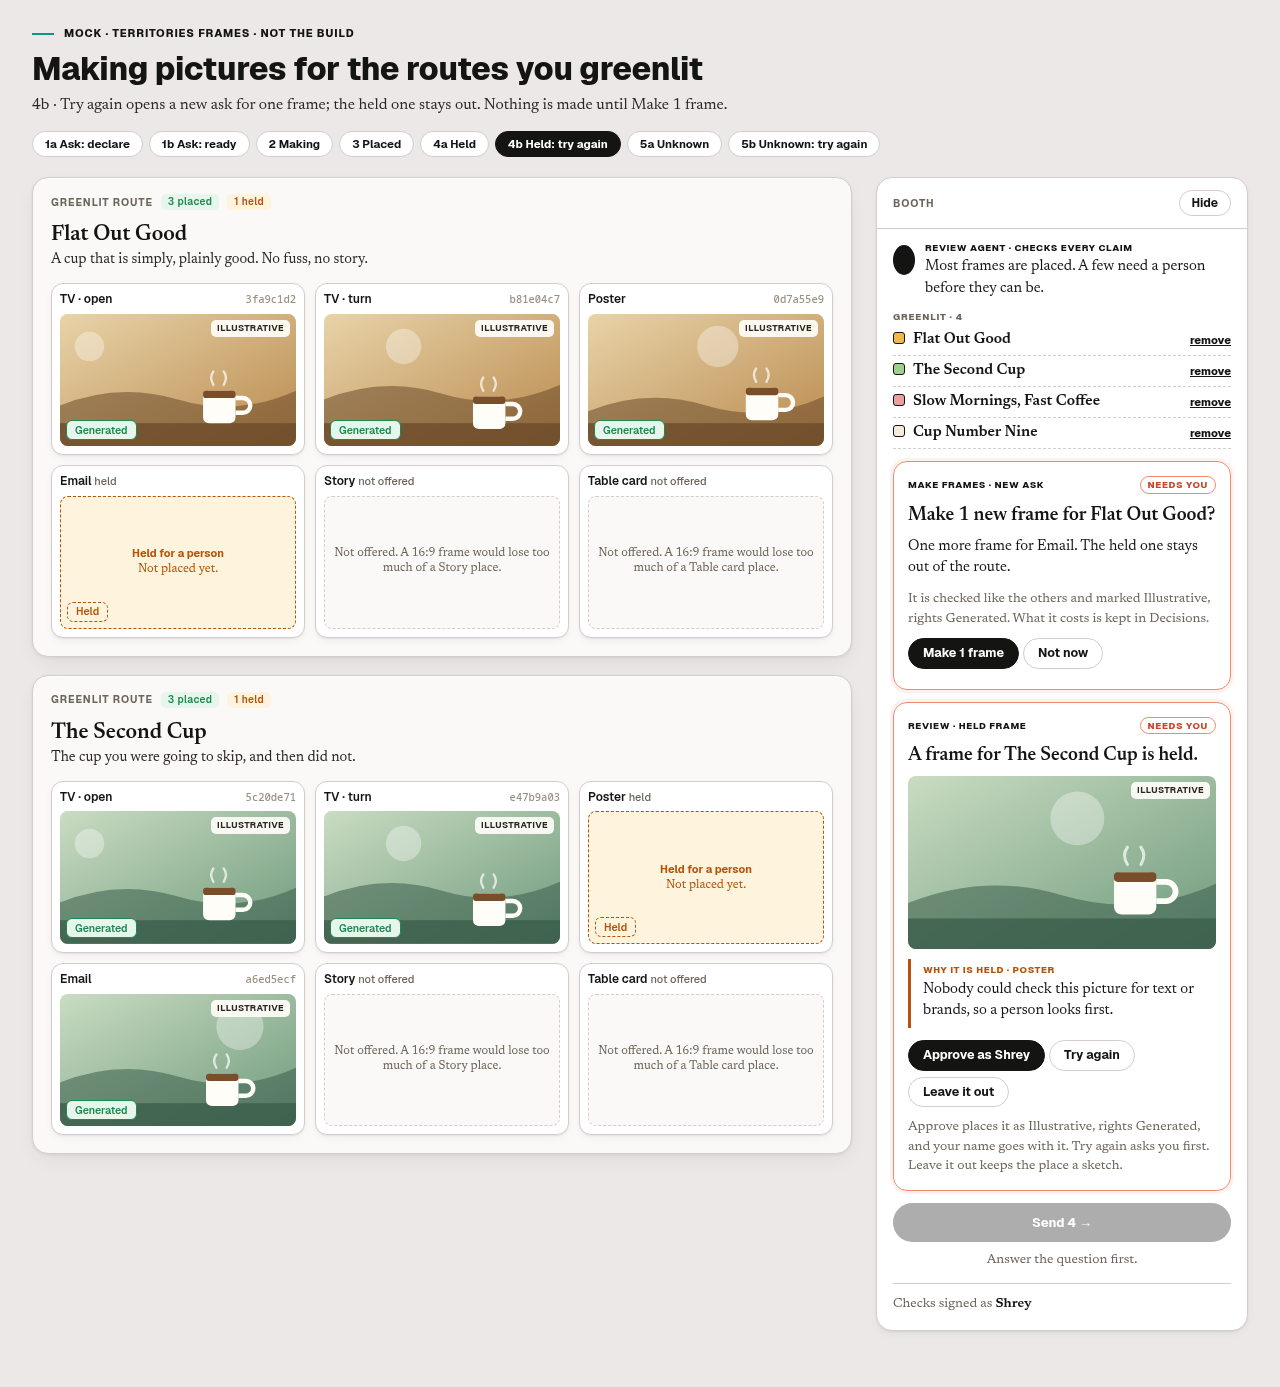 MOCK · TERRITORIES FRAMES · NOT THE BUILD
Making pictures for the routes you greenlit
4b · Try again opens a new ask for one frame; the held one stays out. Nothing is made until Make 1 frame.
1a Ask: declare
1b Ask: ready
2 Making
3 Placed
4a Held
4b Held: try again
5a Unknown
5b Unknown: try again
GREENLIT ROUTE 3 placed 1 held
Flat Out Good
A cup that is simply, plainly good. No fuss, no story.
TV · open 3fa9c1d2
ILLUSTRATIVE
Generated
TV · turn b81e04c7
ILLUSTRATIVE
Generated
Poster 0d7a55e9
ILLUSTRATIVE
Generated
Email held
Held for a person
Not placed yet.
Held
Story not offered
Not offered. A 16:9 frame would lose too
much of a Story place.
Table card not offered
Not offered. A 16:9 frame would lose too
much of a Table card place.
GREENLIT ROUTE 3 placed 1 held
The Second Cup
The cup you were going to skip, and then did not.
TV · open 5c20de71
ILLUSTRATIVE
Generated
TV · turn e47b9a03
ILLUSTRATIVE
Generated
Poster held
Held for a person
Not placed yet.
Held
Email a6ed5ecf
ILLUSTRATIVE
Generated
Story not offered
Not offered. A 16:9 frame would lose too
much of a Story place.
Table card not offered
Not offered. A 16:9 frame would lose too
much of a Table card place.
BOOTH
Hide
REVIEW AGENT · CHECKS EVERY CLAIM
Most frames are placed. A few need a person
before they can be.
GREENLIT · 4
Flat Out Good remove
The Second Cup remove
Slow Mornings, Fast Coffee remove
Cup Number Nine remove
MAKE FRAMES · NEW ASK NEEDS YOU
Make 1 new frame for Flat Out Good?
One more frame for Email. The held one stays
out of the route.
It is checked like the others and marked Illustrative,
rights Generated. What it costs is kept in Decisions.
Make 1 frame
Not now
REVIEW · HELD FRAME NEEDS YOU
A frame for The Second Cup is held.
ILLUSTRATIVE
WHY IT IS HELD · POSTER
Nobody could check this picture for text or
brands, so a person looks first.
Approve as Shrey
Try again
Leave it out
Approve places it as Illustrative, rights Generated,
and your name goes with it. Try again asks you first.
Leave it out keeps the place a sketch.
Send 4 →
Answer the question first.
Checks signed as Shrey